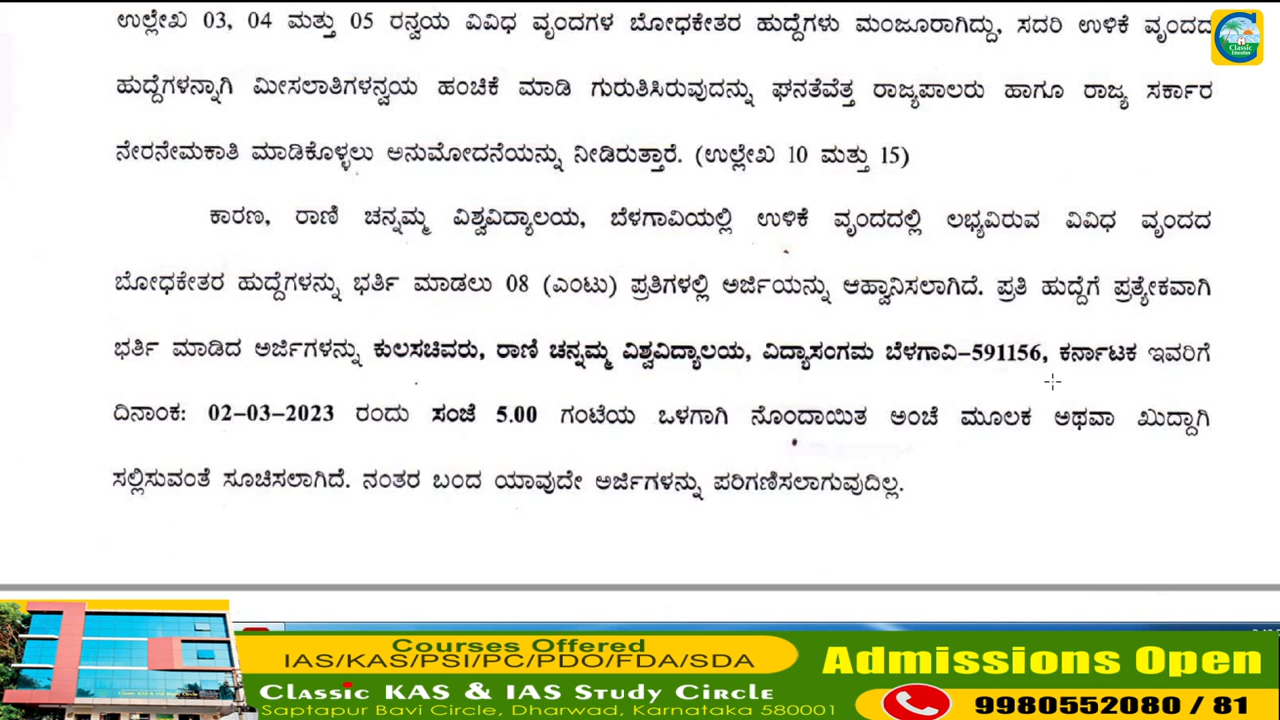 ಉಲ್ಲೇಖ 03, 04 ಮತ್ತು 05 ರನ್ವಯ ವಿವಿಧ ವೃಂದಗಳ ಬೋಧಕೇತರ ಹುದ್ದೆಗಳು ಮಂಜೂರಾಗಿದ್ದು, ಸದರಿ ಉಳಿಕೆ ವೃಂದದ
ಹುದ್ದೆಗಳನ್ನಾಗಿ ಮೀಸಲಾತಿಗಳನ್ವಯ ಹಂಚಿಕೆ ಮಾಡಿ ಗುರುತಿಸಿರುವುದನ್ನು ಘನತೆವೆತ್ತ ರಾಜ್ಯಪಾಲರು ಹಾಗೂ ರಾಜ್ಯ ಸರ್ಕಾರ
ನೇರನೇಮಕಾತಿ ಮಾಡಿಕೊಳ್ಳಲು ಅನುಮೋದನೆಯನ್ನು ನೀಡಿರುತ್ತಾರೆ. (ಉಲ್ಲೇಖ 10 ಮತ್ತು 15)
ಕಾರಣ, ರಾಣಿ ಚನ್ನಮ್ಮ ವಿಶ್ವವಿದ್ಯಾಲಯ, ಬೆಳಗಾವಿಯಲ್ಲಿ ಉಳಿಕೆ ವೃಂದದಲ್ಲಿ ಲಭ್ಯವಿರುವ ವಿವಿಧ ವೃಂದದ
ಬೋಧಕೇತರ ಹುದ್ದೆಗಳನ್ನು ಭರ್ತಿ ಮಾಡಲು 08 (ಎಂಟು) ಪ್ರತಿಗಳಲ್ಲಿ ಅರ್ಜಿಯನ್ನು ಆಹ್ವಾನಿಸಲಾಗಿದೆ. ಪ್ರತಿ ಹುದ್ದೆಗೆ ಪ್ರತ್ಯೇಕವಾಗಿ
ಭರ್ತಿ ಮಾಡಿದ ಅರ್ಜಿಗಳನ್ನು ಕುಲಸಚಿವರು, ರಾಣಿ ಚನ್ನಮ್ಮ ವಿಶ್ವವಿದ್ಯಾಲಯ, ವಿದ್ಯಾಸಂಗಮ ಬೆಳಗಾವಿ-591156, ಕರ್ನಾಟಕ ಇವರಿಗೆ
ದಿನಾಂಕ: 02-03-2023 ರಂದು ಸಂಜೆ 5.00 ಗಂಟೆಯ ಒಳಗಾಗಿ ನೊಂದಾಯಿತ ಅಂಚೆ ಮೂಲಕ ಅಥವಾ ಖುದ್ದಾಗಿ
ಸಲ್ಲಿಸುವಂತೆ ಸೂಚಿಸಲಾಗಿದೆ. ನಂತರ ಬಂದ ಯಾವುದೇ ಅರ್ಜಿಗಳನ್ನು ಪರಿಗಣಿಸಲಾಗುವುದಿಲ್ಲ.
Classic
Education
Courses Offered
IAS/KAS/PSI/PC/PDO/FDA/SDA
Classic KAS & IAS Study Circle
Saptapur Bavi Circle, Dharwad, Karnataka 580001
Admissions Open
9980552080 / 81